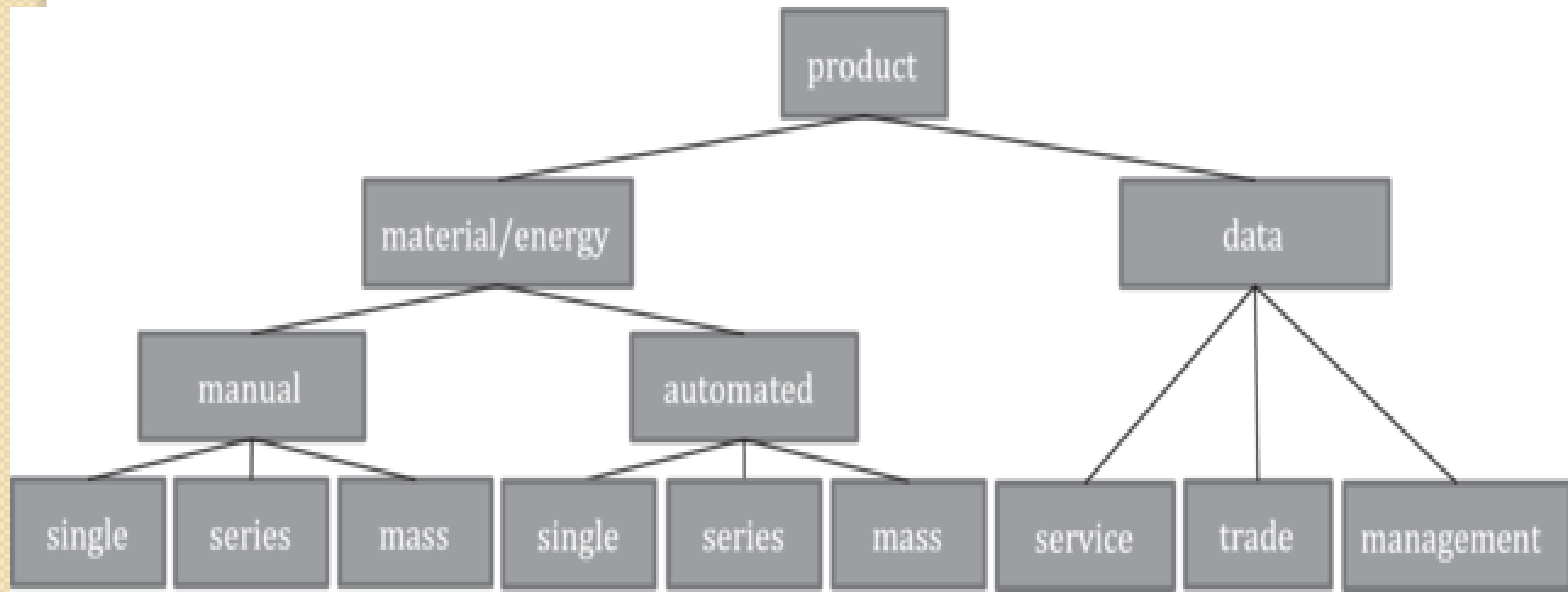 product
material/energy
data
manual
automated
single
series
mass
single
series
mass
service
trade
management